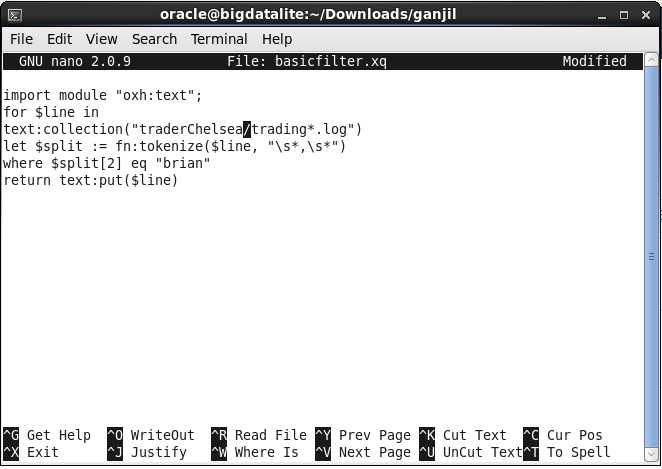 oracle@bigdatalite:~/Downloads/ganjil
File Edit View Search Terminal Help
GNU nano 2.0.9 File: basicfilter.xq Modified
import module "oxh:text";
for $line in
text:collection("traderChelsea/trading*.log")
let $split := fn:tokenize($line, "\s*,\s*")
where $split[2] eq "brian"
return text:put($line)
^G Get Help ^O WriteOut ^R Read File ^Y Prev Page ^K Cut Text ^C Cur Pos
^X Exit ^J Justify ^W Where Is ^V Next Page ^U UnCut Text^T To Spell